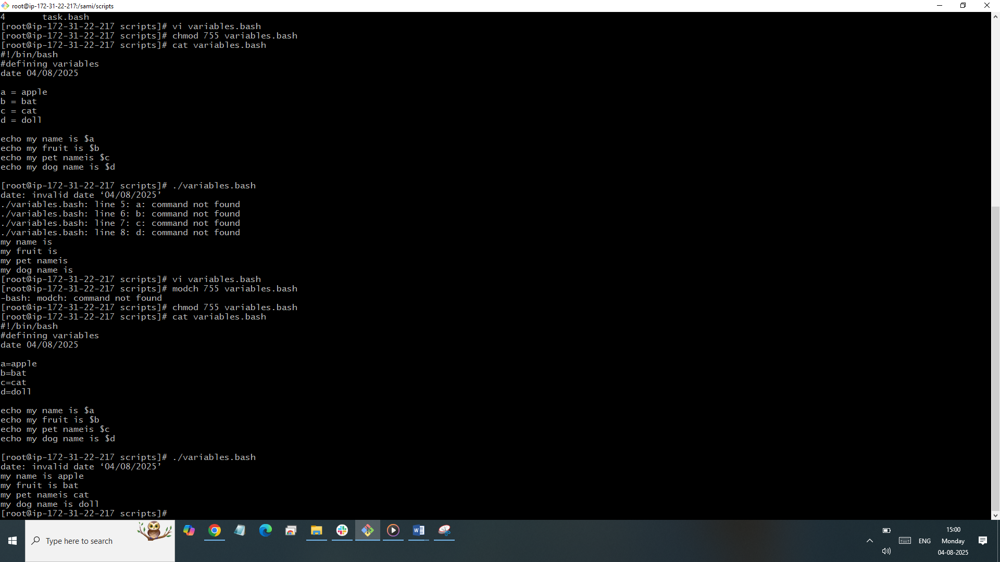 root@ip-172-31-22-217:/sami/scripts
4       task.bash
[root@ip-172-31-22-217 scripts]# vi variables.bash
[root@ip-172-31-22-217 scripts]# chmod 755 variables.bash
[root@ip-172-31-22-217 scripts]# cat variables.bash
#!/bin/bash
#defining variables
date 04/08/2025
a = apple
b = bat
c = cat
d = doll
echo my name is $a
echo my fruit is $b
echo my pet nameis $c
echo my dog name is $d
[root@ip-172-31-22-217 scripts]# ./variables.bash
date: invalid date ‘04/08/2025’
./variables.bash: line 5: a: command not found
./variables.bash: line 6: b: command not found
./variables.bash: line 7: c: command not found
./variables.bash: line 8: d: command not found
my name is
my fruit is
my pet nameis
my dog name is
[root@ip-172-31-22-217 scripts]# vi variables.bash
[root@ip-172-31-22-217 scripts]# modch 755 variables.bash
-bash: modch: command not found
[root@ip-172-31-22-217 scripts]# chmod 755 variables.bash
[root@ip-172-31-22-217 scripts]# cat variables.bash
#!/bin/bash
#defining variables
date 04/08/2025
a=apple
b=bat
c=cat
d=doll
echo my name is $a
echo my fruit is $b
echo my pet nameis $c
echo my dog name is $d
[root@ip-172-31-22-217 scripts]# ./variables.bash
date: invalid date ‘04/08/2025’
my name is apple
my fruit is bat
my pet nameis cat
my dog name is doll
[root@ip-172-31-22-217 scripts]#
Type here to search
ENG
15:00
Monday
04-08-2025